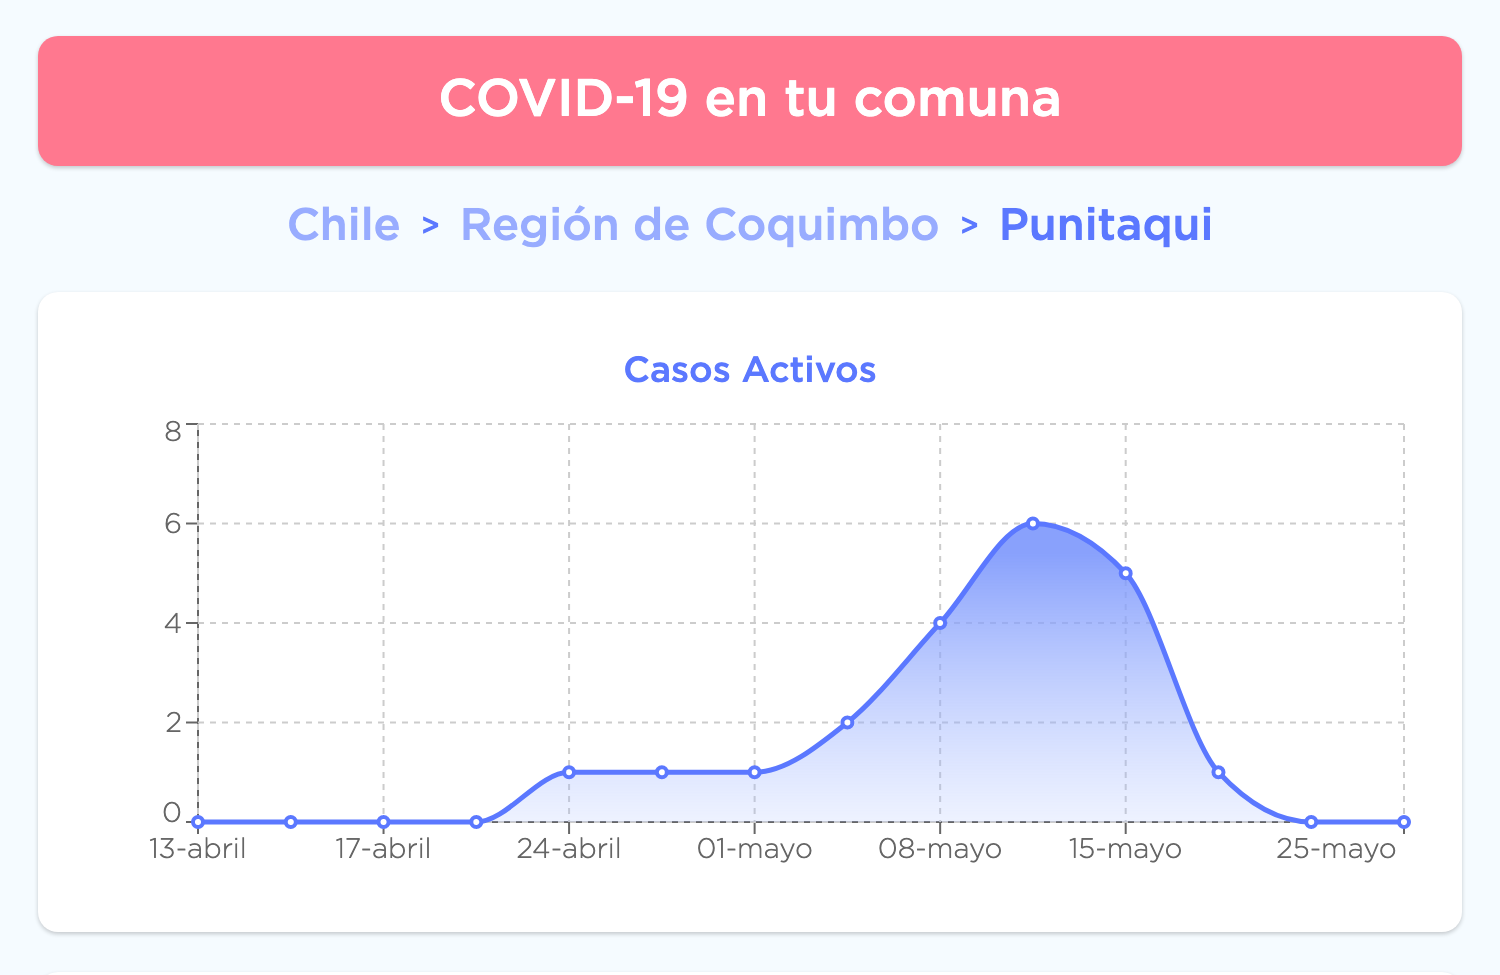 COVID-19 en tu comuna
Chile > Región de Coquimbo > Punitaqui
Casos Activos
8
6
4
2
0
13-abril 17-abril 24-abril 01-mayo 08-mayo 15-mayo 25-mayo